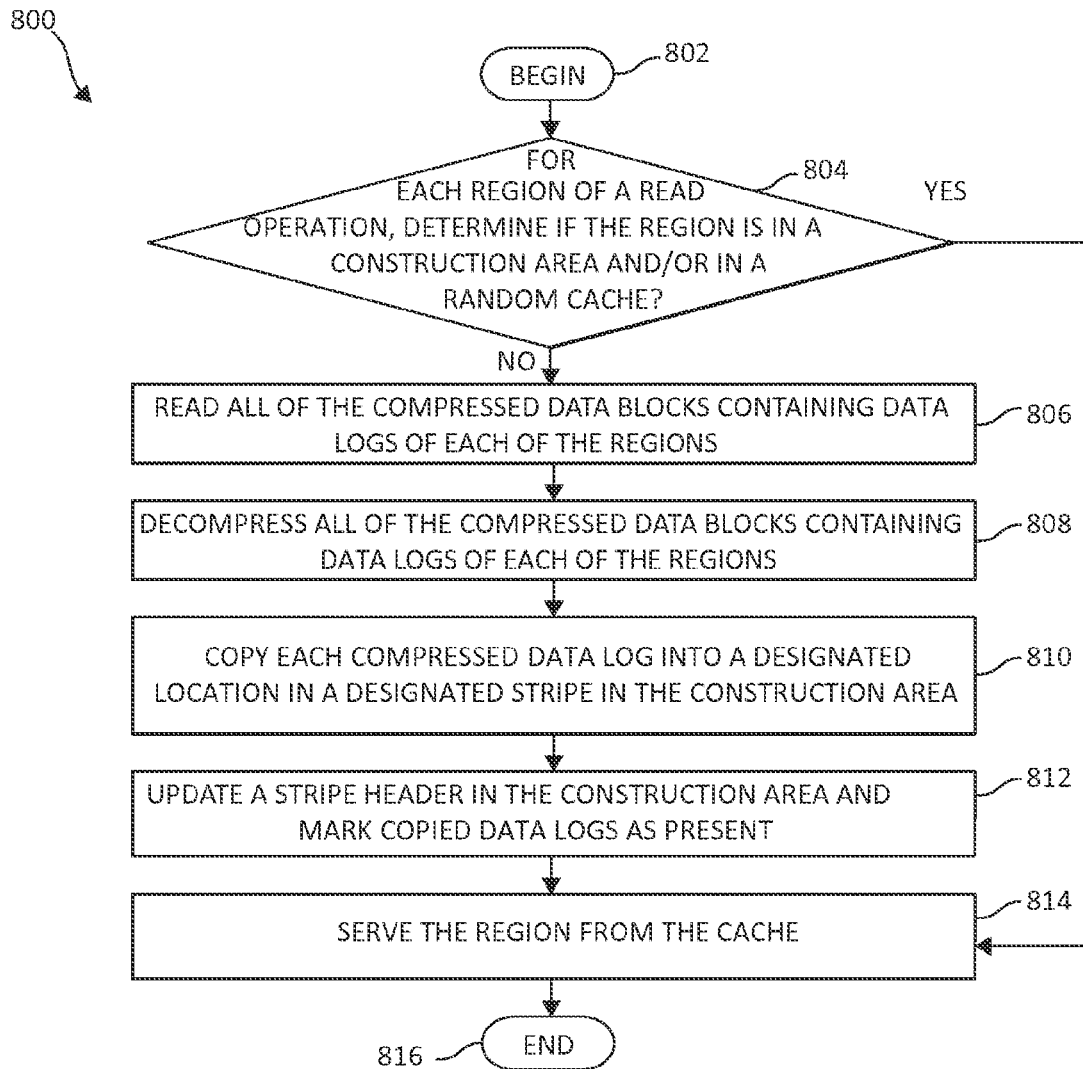 800
BEGIN
802
FOR
EACH REGION OF A READ
OPERATION, DETERMINE IF THE REGION IS IN A
CONSTRUCTION AREA AND/OR IN A
RANDOM CACHE?
804
YES
NO
READ ALL OF THE COMPRESSED DATA BLOCKS CONTAINING DATA
LOGS OF EACH OF THE REGIONS
806
DECOMPRESS ALL OF THE COMPRESSED DATA BLOCKS CONTAINING
DATA LOGS OF EACH OF THE REGIONS
808
COPY EACH COMPRESSED DATA LOG INTO A DESIGNATED
LOCATION IN A DESIGNATED STRIPE IN THE CONSTRUCTION AREA
810
UPDATE A STRIPE HEADER IN THE CONSTRUCTION AREA AND
MARK COPIED DATA LOGS AS PRESENT
812
SERVE THE REGION FROM THE CACHE
814
END
816